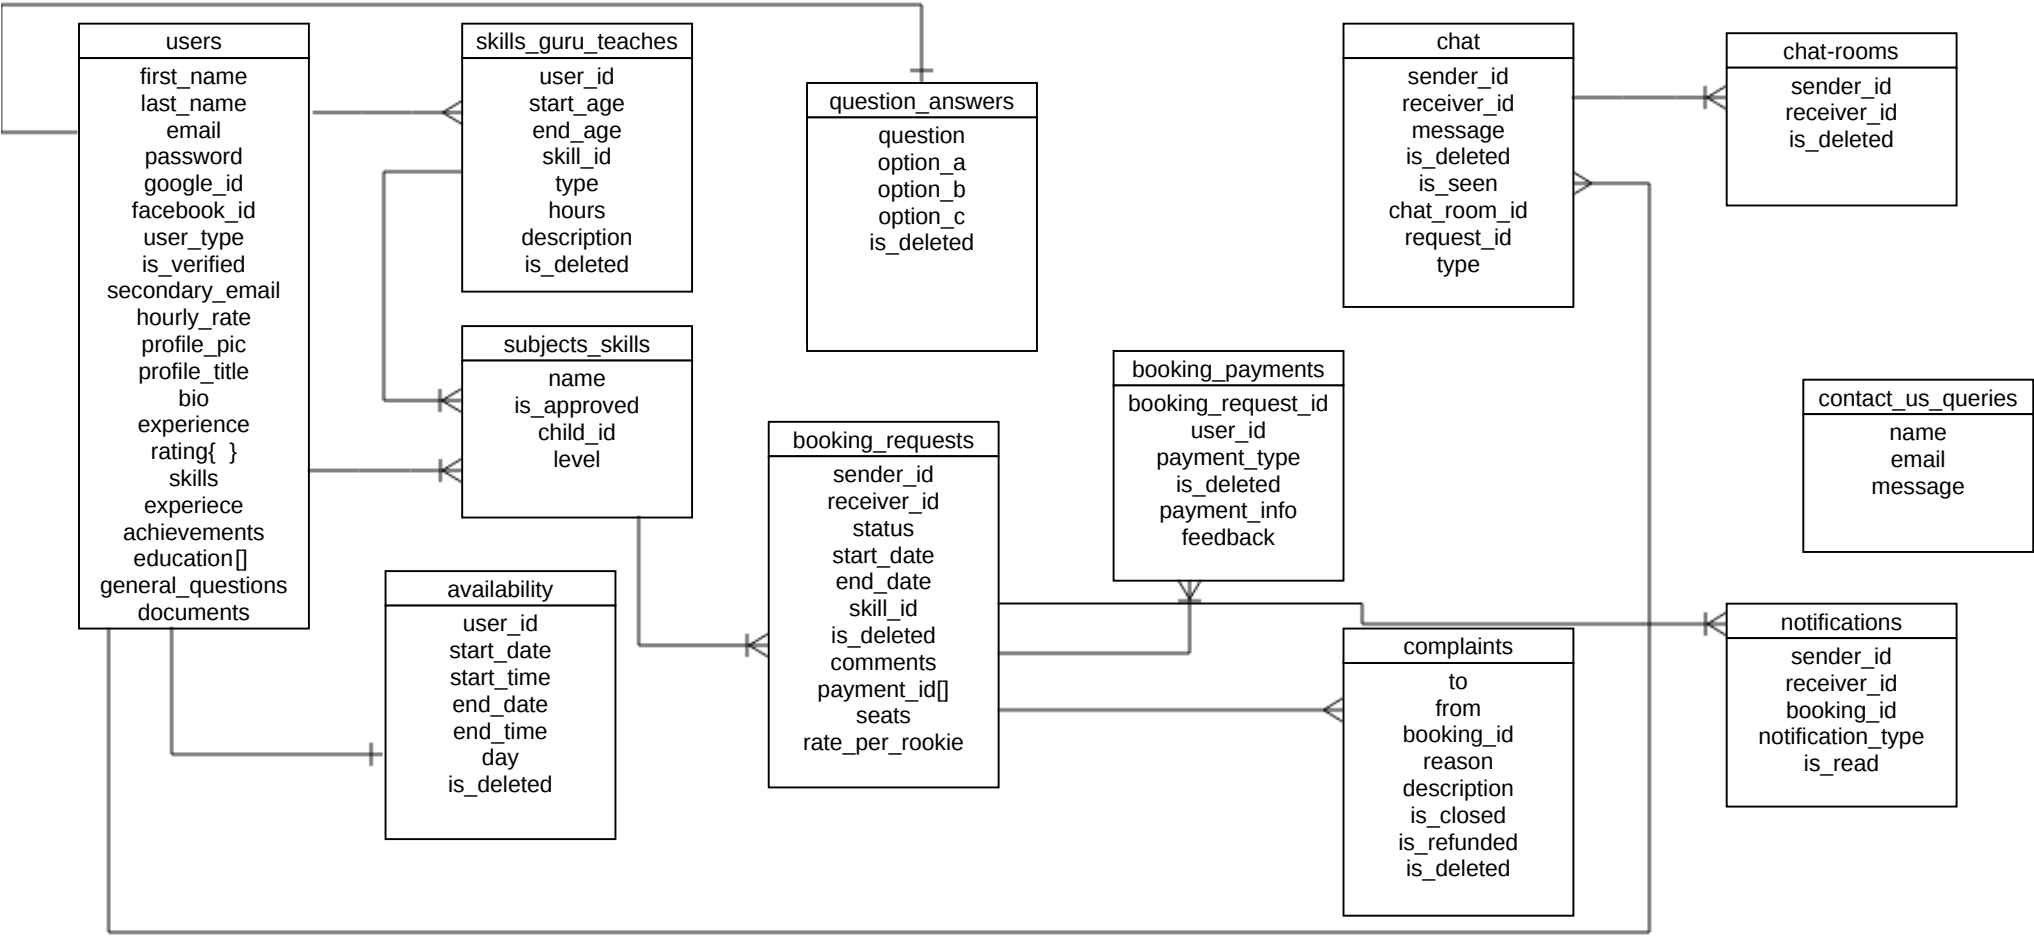 users
first_name
last_name
email
password
google_id
facebook_id
user_type
is_verified
secondary_email
hourly_rate
profile_pic
profile_title
bio
experience
rating{  }
skills
experiece
achievements
education[]
general_questions
documents
skills_guru_teaches
user_id
start_age
end_age
skill_id
type
hours
description
is_deleted
subjects_skills
name
is_approved
child_id
level
availability
user_id
start_date
start_time
end_date
end_time
day
is_deleted
question_answers
question
option_a
option_b
option_c
is_deleted
booking_requests
sender_id
receiver_id
status
start_date
end_date
skill_id
is_deleted
comments
payment_id[]
seats
rate_per_rookie
booking_payments
booking_request_id
user_id
payment_type
is_deleted
payment_info
feedback
chat
sender_id
receiver_id
message
is_deleted
is_seen
chat_room_id
request_id
type
complaints
to
from
booking_id
reason
description
is_closed
is_refunded
is_deleted
chat-rooms
sender_id
receiver_id
is_deleted
contact_us_queries
name
email
message
notifications
sender_id
receiver_id
booking_id
notification_type
is_read